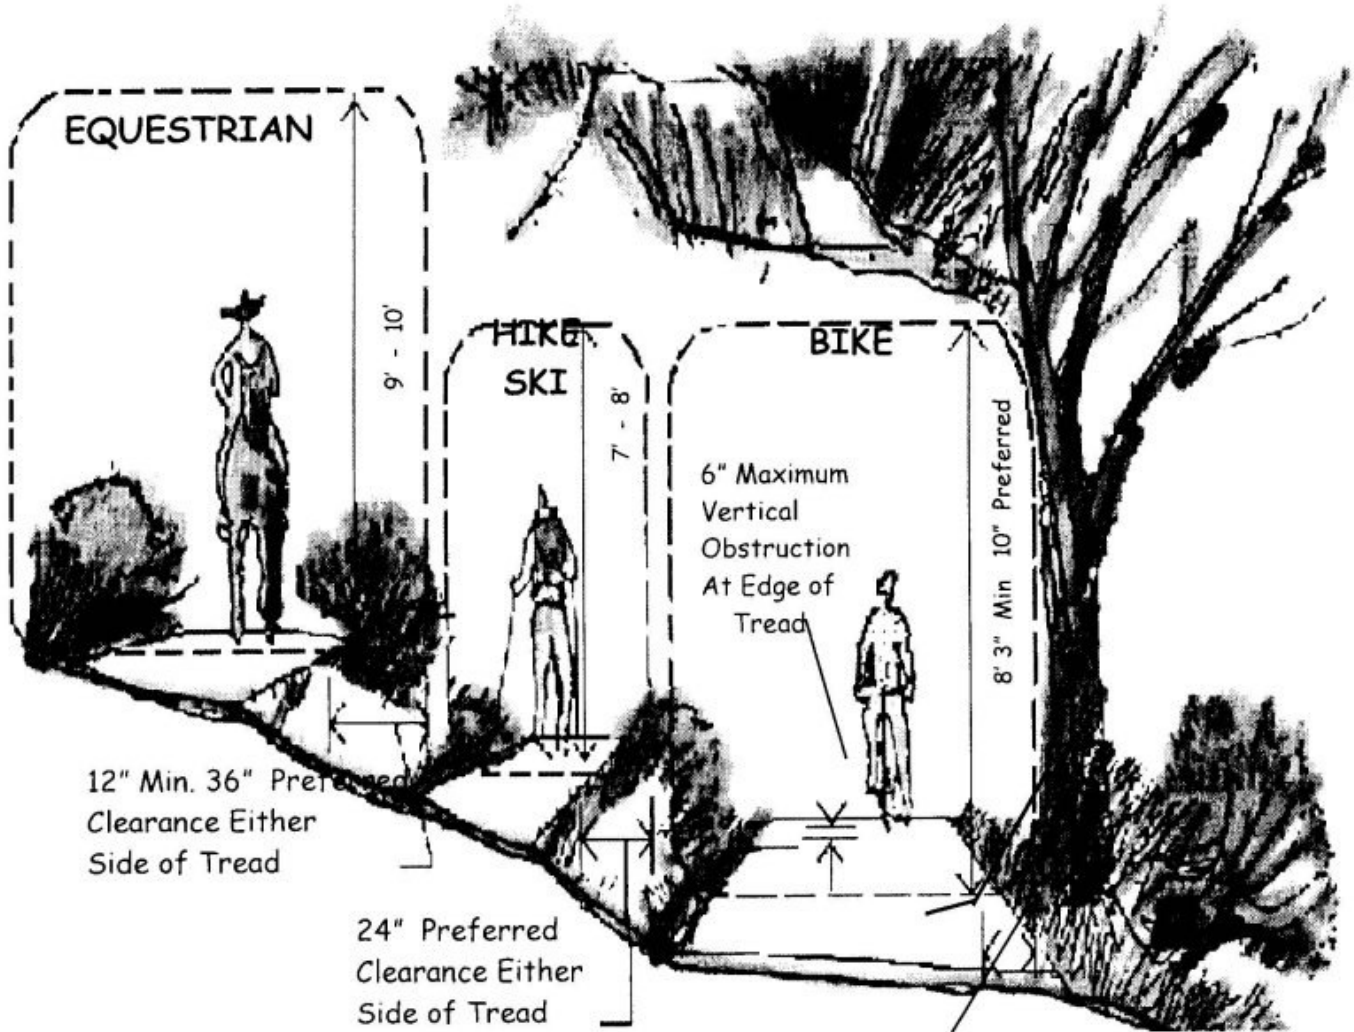 EQUESTRIAN
9' - 10'
HIKE
SKI
7' - 8'
BIKE
6" Maximum
Vertical
Obstruction
At Edge of
Tread
8' 3" Min 10" Preferred
12" Min. 36" Preferred
Clearance Either
Side of Tread
24" Preferred
Clearance Either
Side of Tread